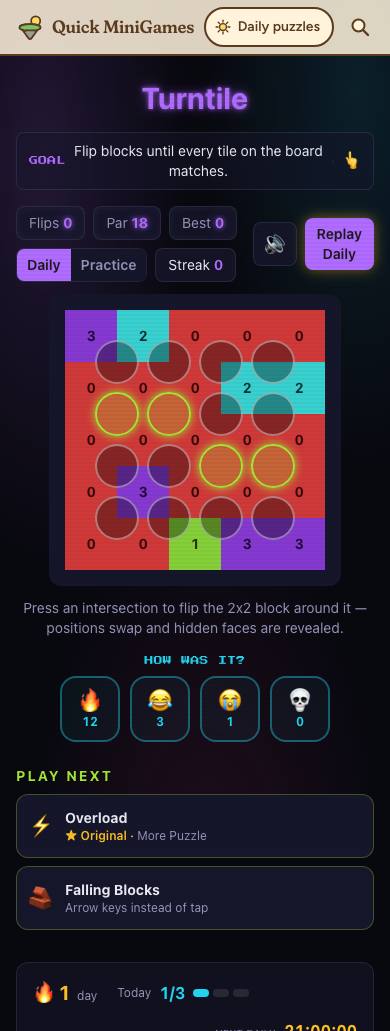 Quick MiniGames
Daily puzzles
Turntile
GOAL
Flip blocks until every tile on the board
matches.
Flips 0
Par 18
Best 0
Replay
Daily
Daily
Practice
Streak 0
3 2 0 0 0
0 0 0 2 2
0 0 0 0 0
0 3 0 0 0
0 0 1 3 3
Press an intersection to flip the 2x2 block around it —
positions swap and hidden faces are revealed.
HOW WAS IT?
12
3
1
0
PLAY NEXT
Overload
Original · More Puzzle
Falling Blocks
Arrow keys instead of tap
1 day
Today 1/3
21:00:00